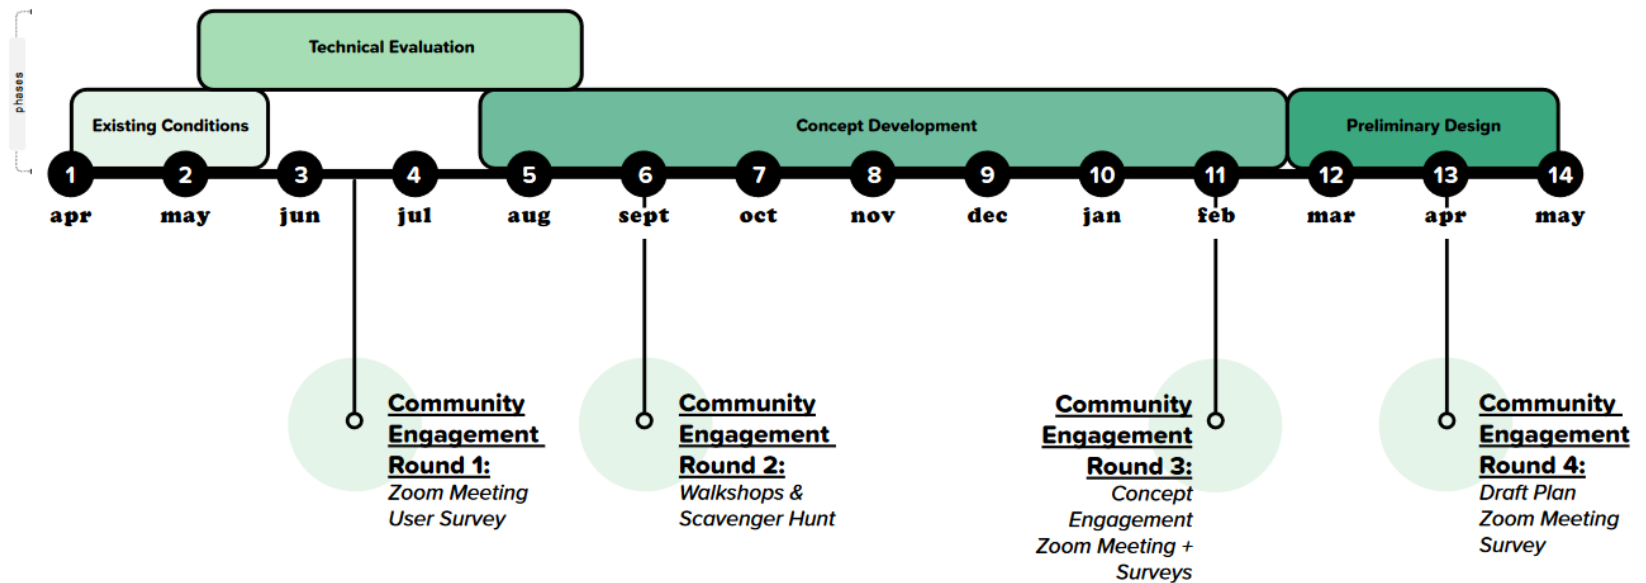 phases
Technical Evaluation
Existing Conditions
Concept Development
Preliminary Design
1 2 3 4 5 6 7 8 9 10 11 12 13 14
apr may jun jul aug sept oct nov dec jan feb mar apr may
Community
Engagement
Round 1:
Zoom Meeting
User Survey
Community
Engagement
Round 2:
Walkshops &
Scavenger Hunt
Community
Engagement
Round 3:
Concept
Engagement
Zoom Meeting +
Surveys
Community
Engagement
Round 4:
Draft Plan
Zoom Meeting
Survey